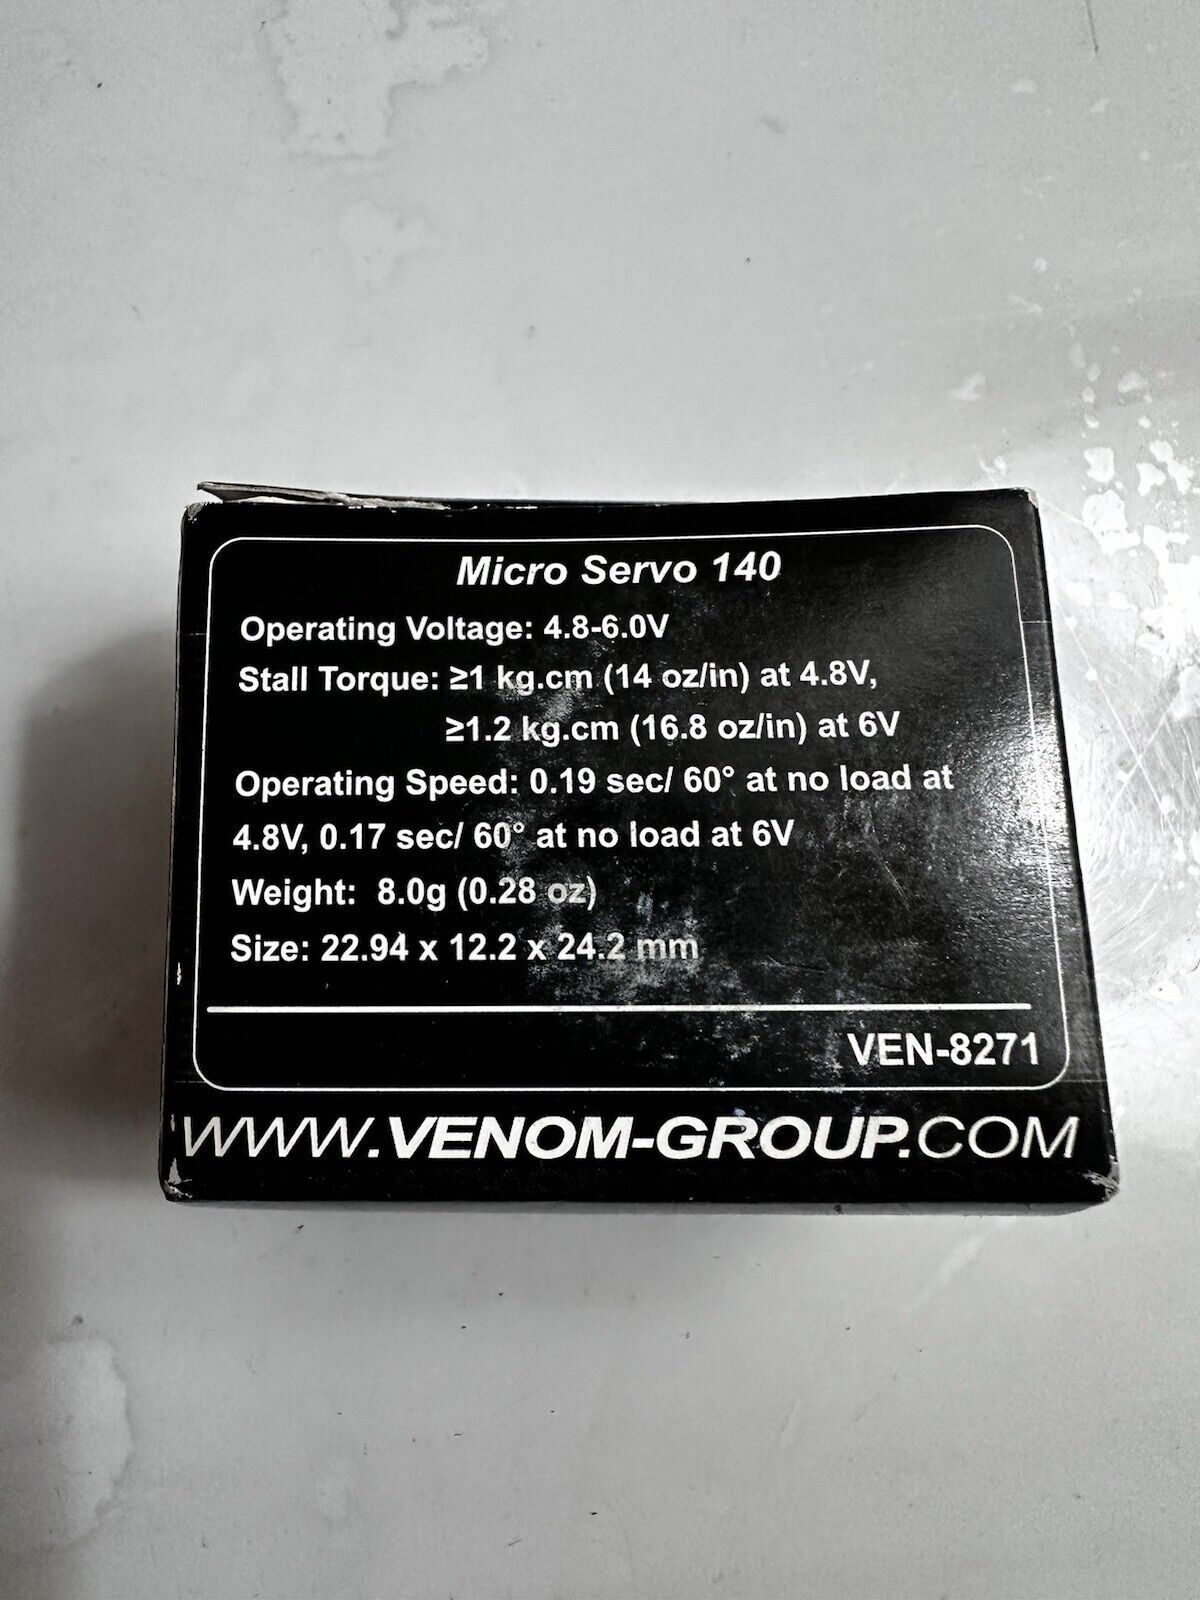 Micro Servo 140
Operating Voltage: 4.8-6.0V
Stall Torque: ≥1 kg.cm (14 oz/in) at 4.8V,
≥1.2 kg.cm (16.8 oz/in) at 6V
Operating Speed: 0.19 sec/ 60° at no load at
4.8V, 0.17 sec/ 60° at no load at 6V
Weight: 8.0g (0.28 oz)
Size: 22.94 x 12.2 x 24.2 mm
VEN-8271
WWW.VENOM-GROUP.COM